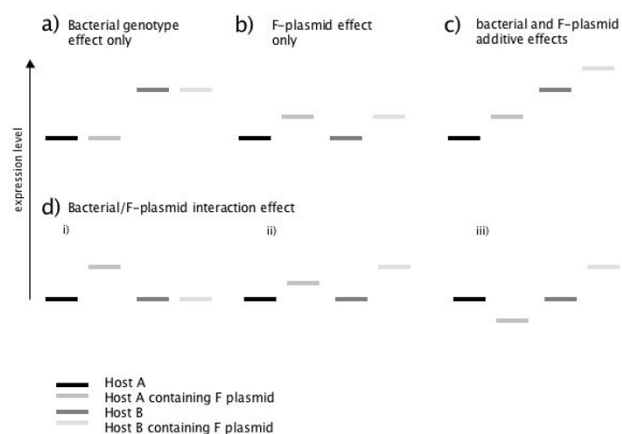 a) Bacterial genotype
effect only
b) F-plasmid effect
only
c) bacterial and F-plasmid
additive effects
expression level
d) Bacterial/F-plasmid interaction effect
i)
ii)
iii)
Host A
Host A containing F plasmid
Host B
Host B containing F plasmid